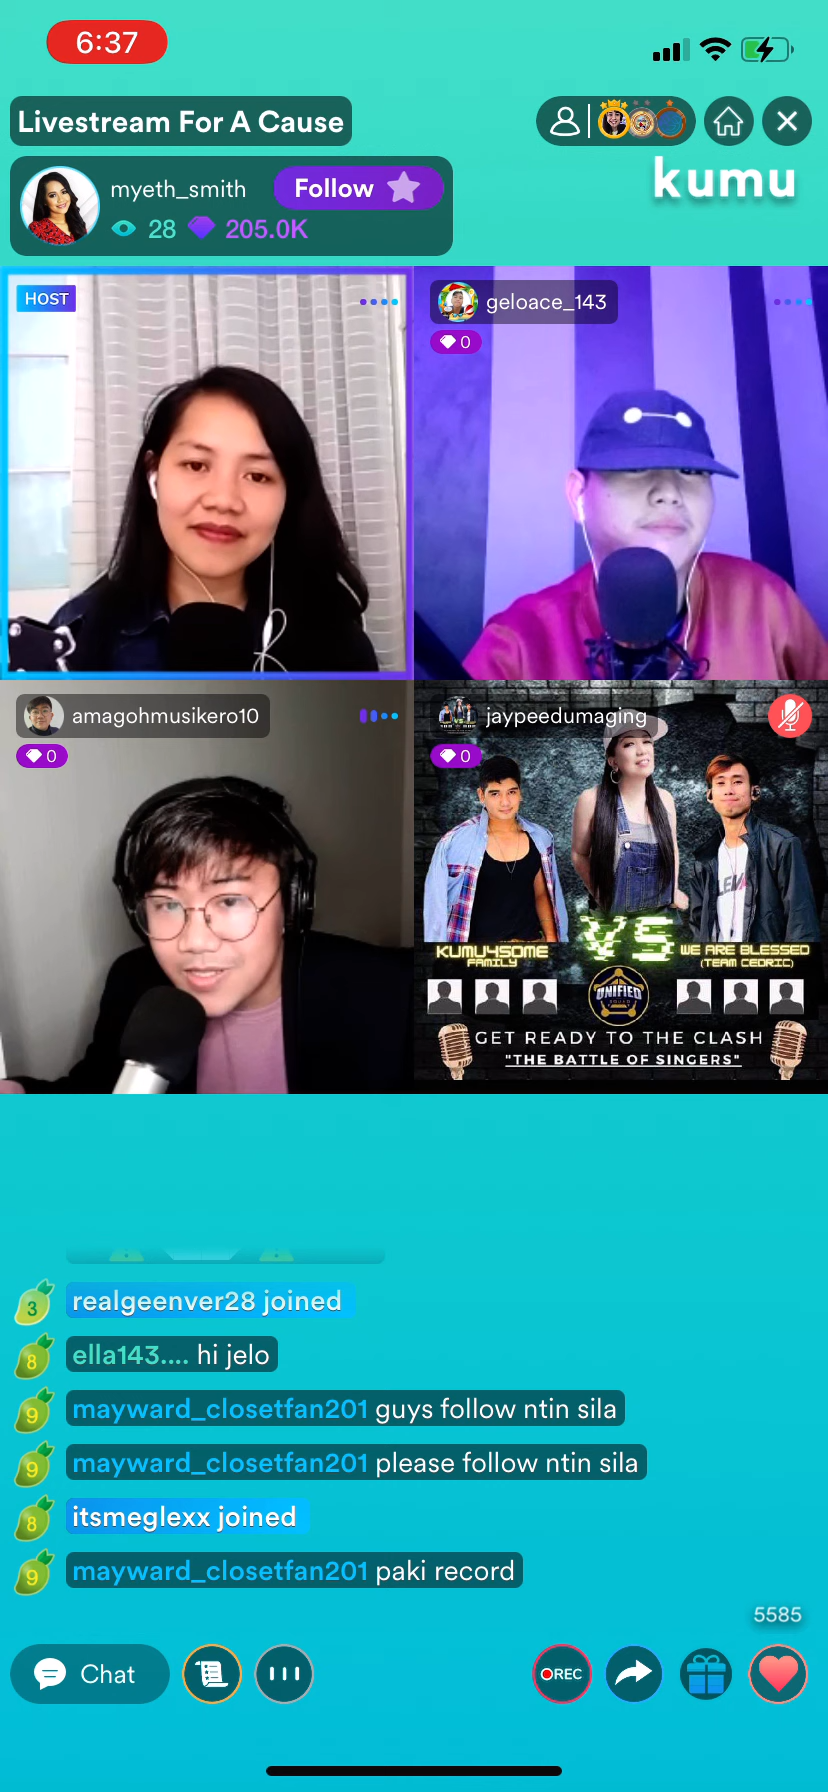 6:37
Livestream For A Cause
myeth_smith
Follow
28
205.0K
kumu
HOST
geloace_143
0
amagohmusikero10
0
jaypeedumaging
0
VS
KUMU4SOME
FAMILY
WE ARE BLESSED
(TEAM CEDRIC)
UNIFIED
GET READY TO THE CLASH
"THE BATTLE OF SINGERS"
3 realgeenver28 joined
8 ella143.... hi jelo
9 mayward_closetfan201 guys follow ntin sila
9 mayward_closetfan201 please follow ntin sila
8 itsmeglexx joined
9 mayward_closetfan201 paki record
5585
Chat
REC